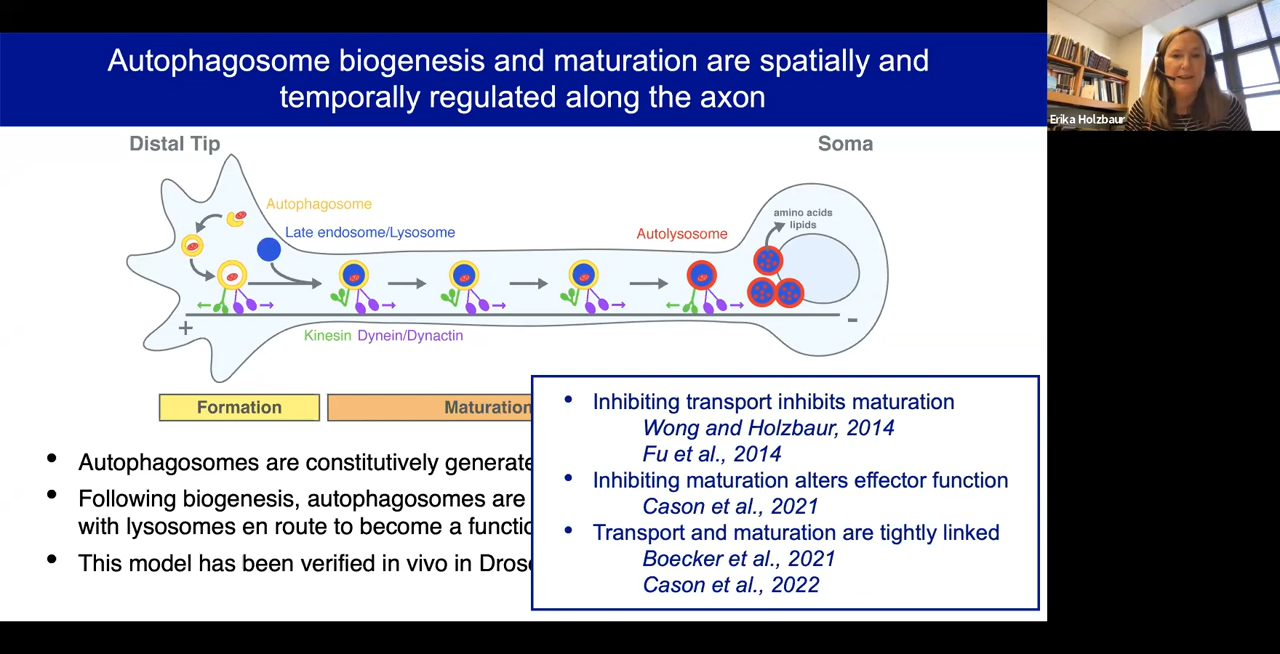 Autophagosome biogenesis and maturation are spatially and
temporally regulated along the axon
Erika Holzbaur
Distal Tip
Soma
Autophagosome
amino acids
lipids
Late endosome/Lysosome
Autolysosome
+
-
Kinesin Dynein/Dynactin
Formation
Maturation
• Autophagosomes are constitutively generate
• Following biogenesis, autophagosomes are
with lysosomes en route to become a functio
• This model has been verified in vivo in Dros
• Inhibiting transport inhibits maturation
Wong and Holzbaur, 2014
Fu et al., 2014
• Inhibiting maturation alters effector function
Cason et al., 2021
• Transport and maturation are tightly linked
Boecker et al., 2021
Cason et al., 2022